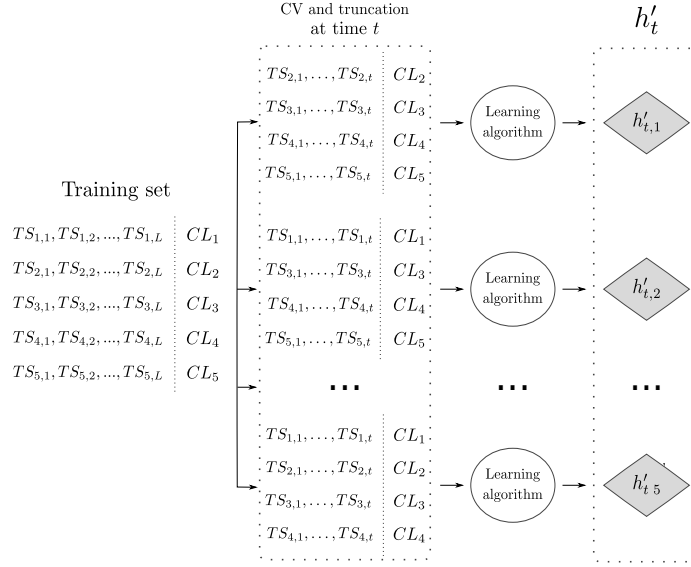 CV and truncation
at time t
h′_t
Training set
TS_{1,1}, TS_{1,2}, ..., TS_{1,L} CL_1
TS_{2,1}, TS_{2,2}, ..., TS_{2,L} CL_2
TS_{3,1}, TS_{3,2}, ..., TS_{3,L} CL_3
TS_{4,1}, TS_{4,2}, ..., TS_{4,L} CL_4
TS_{5,1}, TS_{5,2}, ..., TS_{5,L} CL_5
TS_{2,1}, . . . , TS_{2,t} CL_2
TS_{3,1}, . . . , TS_{3,t} CL_3
TS_{4,1}, . . . , TS_{4,t} CL_4
TS_{5,1}, . . . , TS_{5,t} CL_5
Learning
algorithm
h′_{t,1}
TS_{1,1}, . . . , TS_{1,t} CL_1
TS_{3,1}, . . . , TS_{3,t} CL_3
TS_{4,1}, . . . , TS_{4,t} CL_4
TS_{5,1}, . . . , TS_{5,t} CL_5
Learning
algorithm
h′_{t,2}
... ... ...
TS_{1,1}, . . . , TS_{1,t} CL_1
TS_{2,1}, . . . , TS_{2,t} CL_2
TS_{3,1}, . . . , TS_{3,t} CL_3
TS_{4,1}, . . . , TS_{4,t} CL_4
Learning
algorithm
h′_{t 5}